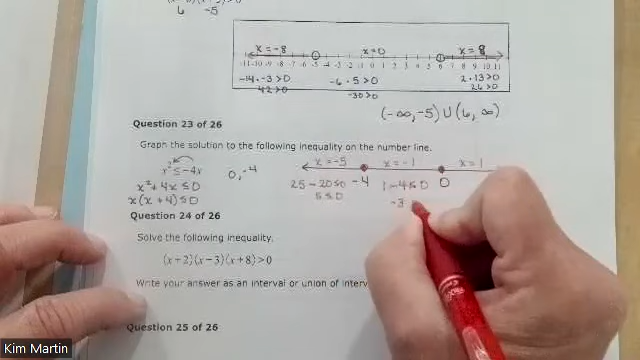 6 -5
x = -8 x=0 x = 8
-11 -10 -9 -8 -7 -6 -5 -4 -3 -2 -1 0 1 2 3 4 5 6 7 8 9 10 11
-14 · -3 > 0 -6 · 5 > 0 2 · 13 > 0
42 > 0 -30 > 0 26 > 0
(-∞, -5) ∪ (6, ∞)
Question 23 of 26
Graph the solution to the following inequality on the number line.
x² ≤ -4x 0, -4 x = -5 x = -1 x = 1
x² + 4x ≤ 0 25 - 20 ≤ 0 -4 1 - 4 ≤ 0 0
x(x + 4) ≤ 0 5 ≤ 0 -3
Question 24 of 26
Solve the following inequality.
(x+2)(x-3)(x+8)>0
Write your answer as an interval or union of interv
Question 25 of 26
Kim Martin